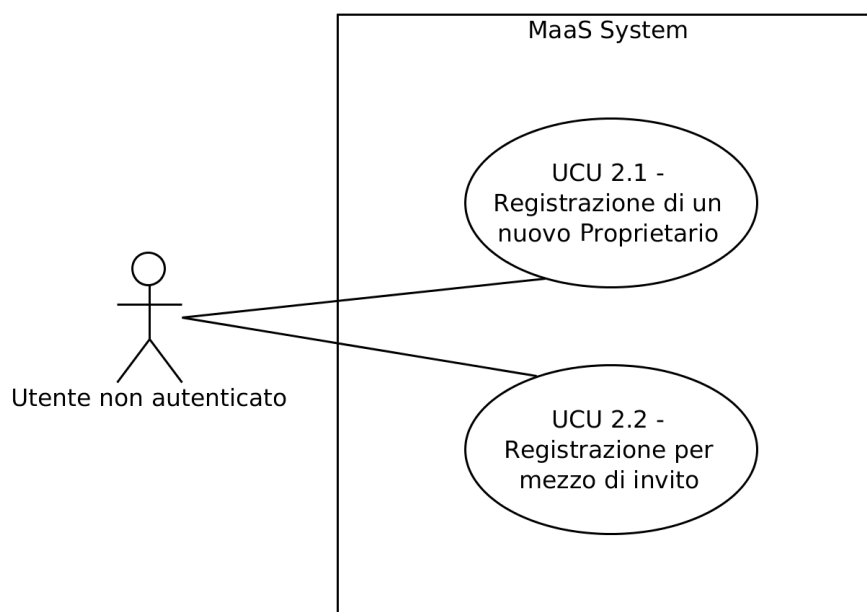 MaaS System
UCU 2.1 -
Registrazione di un
nuovo Proprietario
Utente non autenticato
UCU 2.2 -
Registrazione per
mezzo di invito